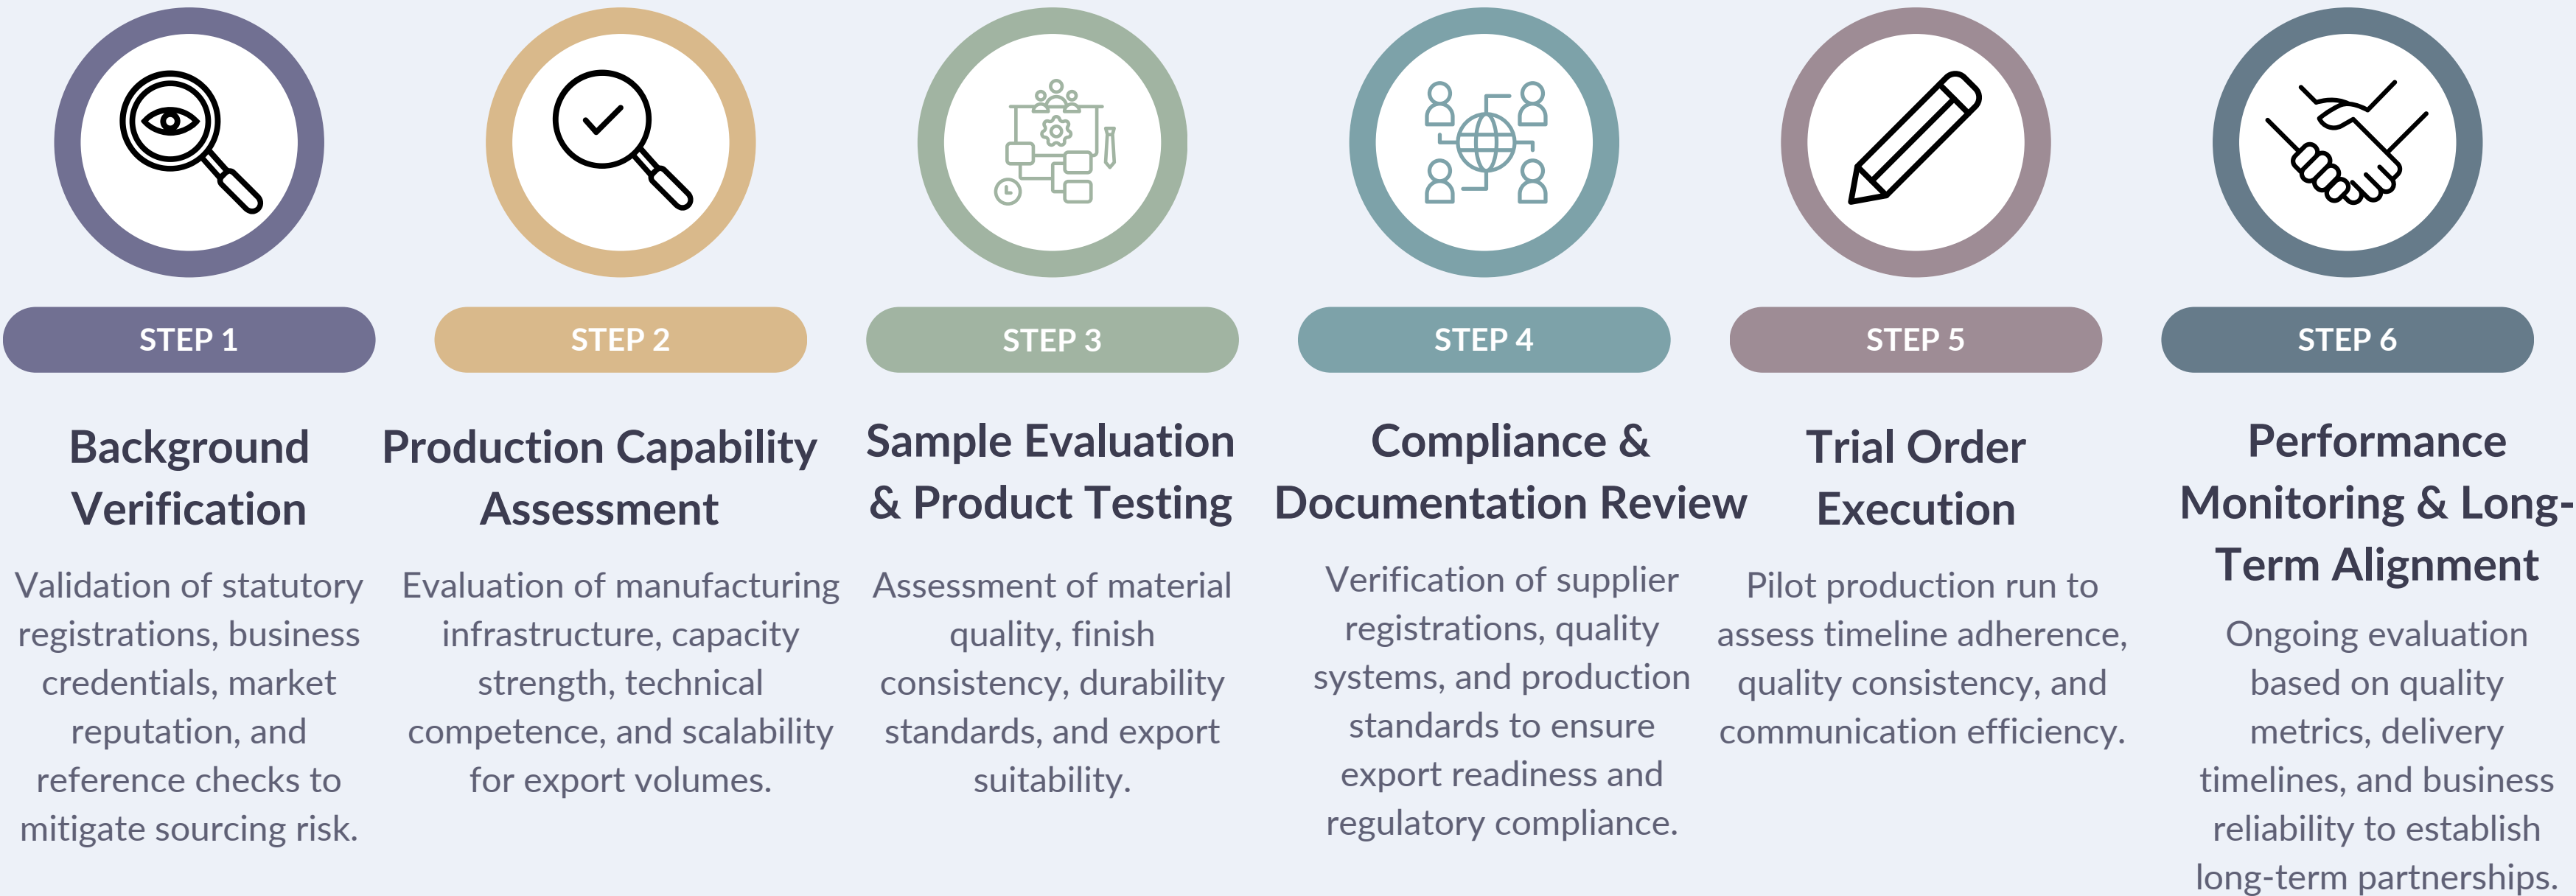 STEP 1
Background
Verification
Validation of statutory
registrations, business
credentials, market
reputation, and
reference checks to
mitigate sourcing risk.
STEP 2
Production Capability
Assessment
Evaluation of manufacturing
infrastructure, capacity
strength, technical
competence, and scalability
for export volumes.
STEP 3
Sample Evaluation
& Product Testing
Assessment of material
quality, finish
consistency, durability
standards, and export
suitability.
STEP 4
Compliance &
Documentation Review
Verification of supplier
registrations, quality
systems, and production
standards to ensure
export readiness and
regulatory compliance.
STEP 5
Trial Order
Execution
Pilot production run to
assess timeline adherence,
quality consistency, and
communication efficiency.
STEP 6
Performance
Monitoring & Long-
Term Alignment
Ongoing evaluation
based on quality
metrics, delivery
timelines, and business
reliability to establish
long-term partnerships.